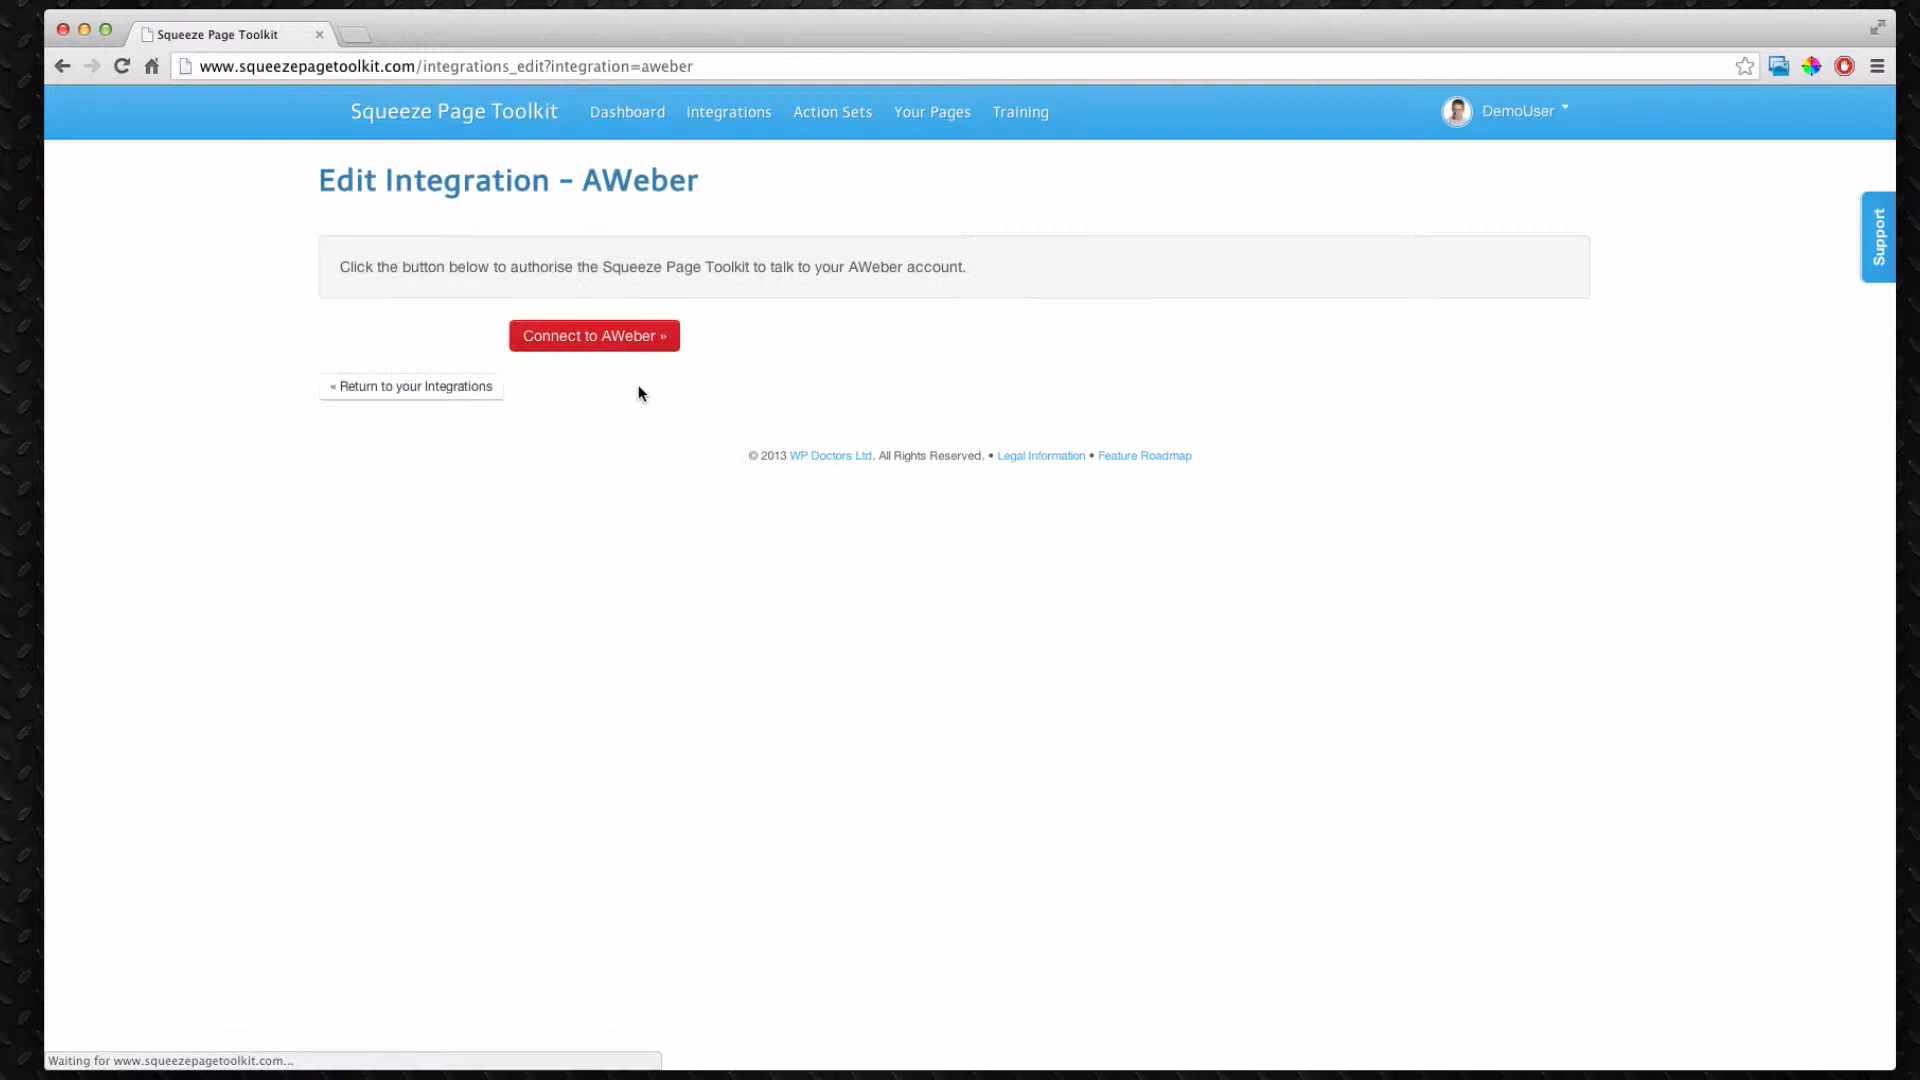 Squeeze Page Toolkit
www.squeezepagetoolkit.com/integrations_edit?integration=aweber
Squeeze Page Toolkit Dashboard Integrations Action Sets Your Pages Training DemoUser
Edit Integration - AWeber
Support
Click the button below to authorise the Squeeze Page Toolkit to talk to your AWeber account.
Connect to AWeber »
« Return to your Integrations
© 2013 WP Doctors Ltd. All Rights Reserved. • Legal Information • Feature Roadmap
Waiting for www.squeezepagetoolkit.com...